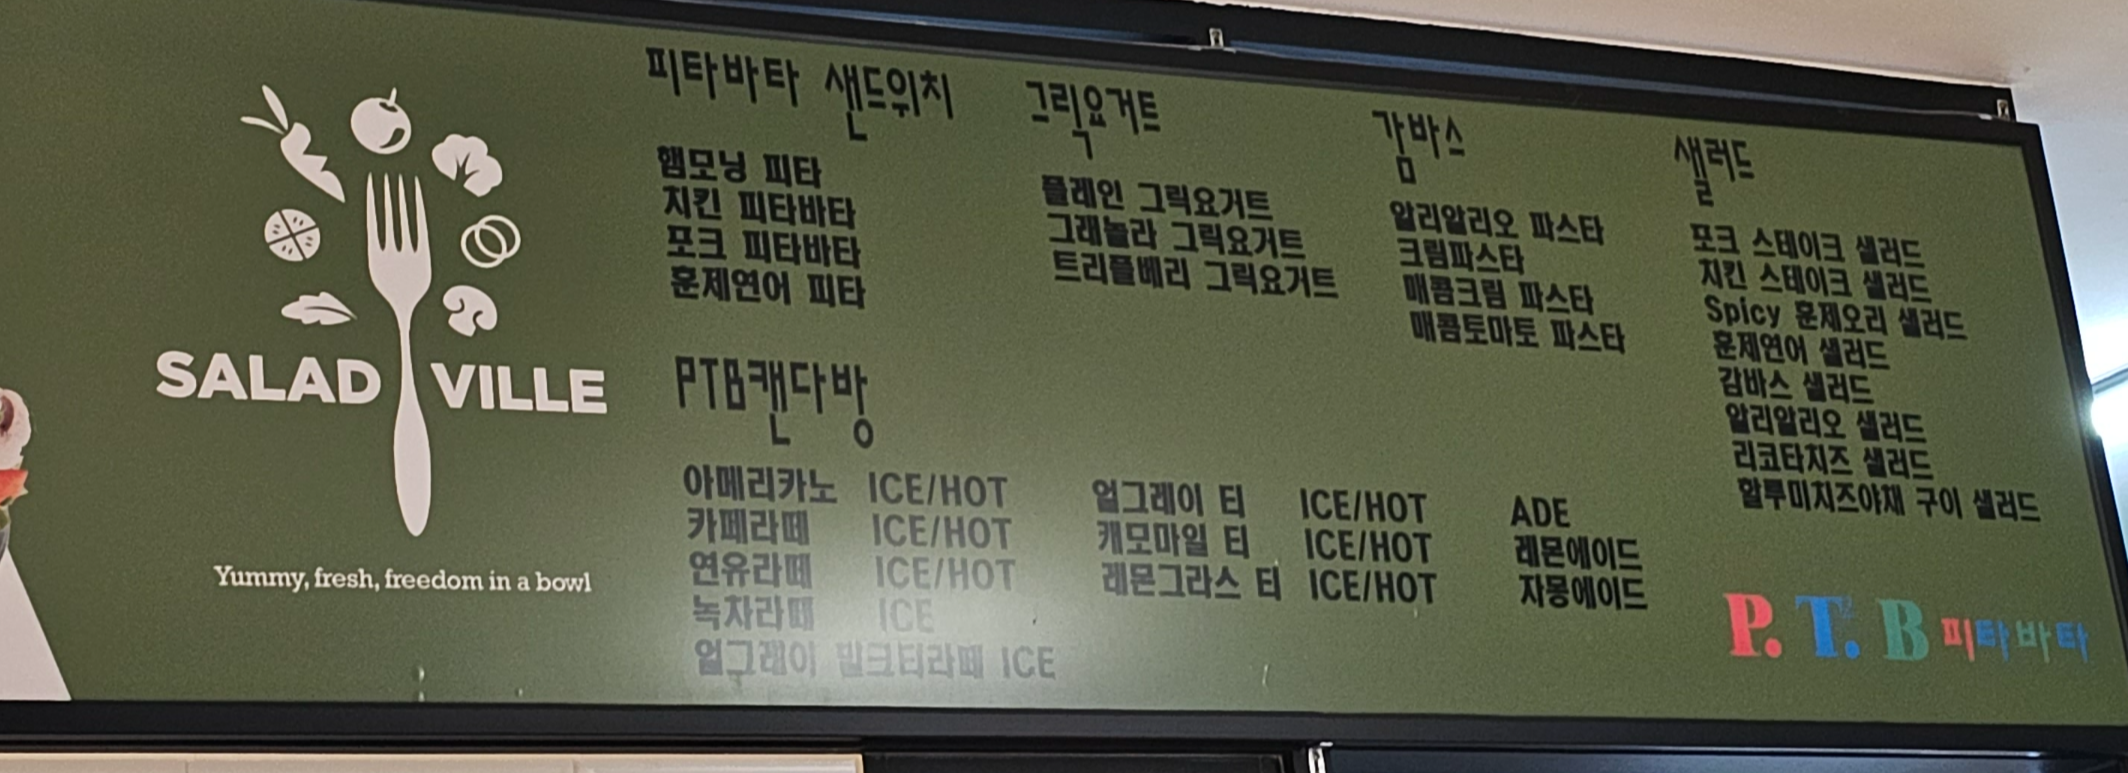 SALAD VILLE
Yummy, fresh, freedom in a bowl
피타바타 샌드위치
햄모닝 피타
치킨 피타바타
포크 피타바타
훈제연어 피타
그릭요거트
플레인 그릭요거트
그래놀라 그릭요거트
트리플베리 그릭요거트
감바스
알리알리오 파스타
크림파스타
매콤크림 파스타
매콤토마토 파스타
샐러드
포크 스테이크 샐러드
치킨 스테이크 샐러드
Spicy 훈제오리 샐러드
훈제연어 샐러드
감바스 샐러드
알리알리오 샐러드
리코타치즈 샐러드
할루미치즈야채 구이 샐러드
PTB캔다방
아메리카노 ICE/HOT
카페라떼 ICE/HOT
연유라떼 ICE/HOT
녹차라떼 ICE
얼그레이 밀크티라떼 ICE
얼그레이 티 ICE/HOT
캐모마일 티 ICE/HOT
레몬그라스 티 ICE/HOT
ADE
레몬에이드
자몽에이드
P. T. B 피타바타